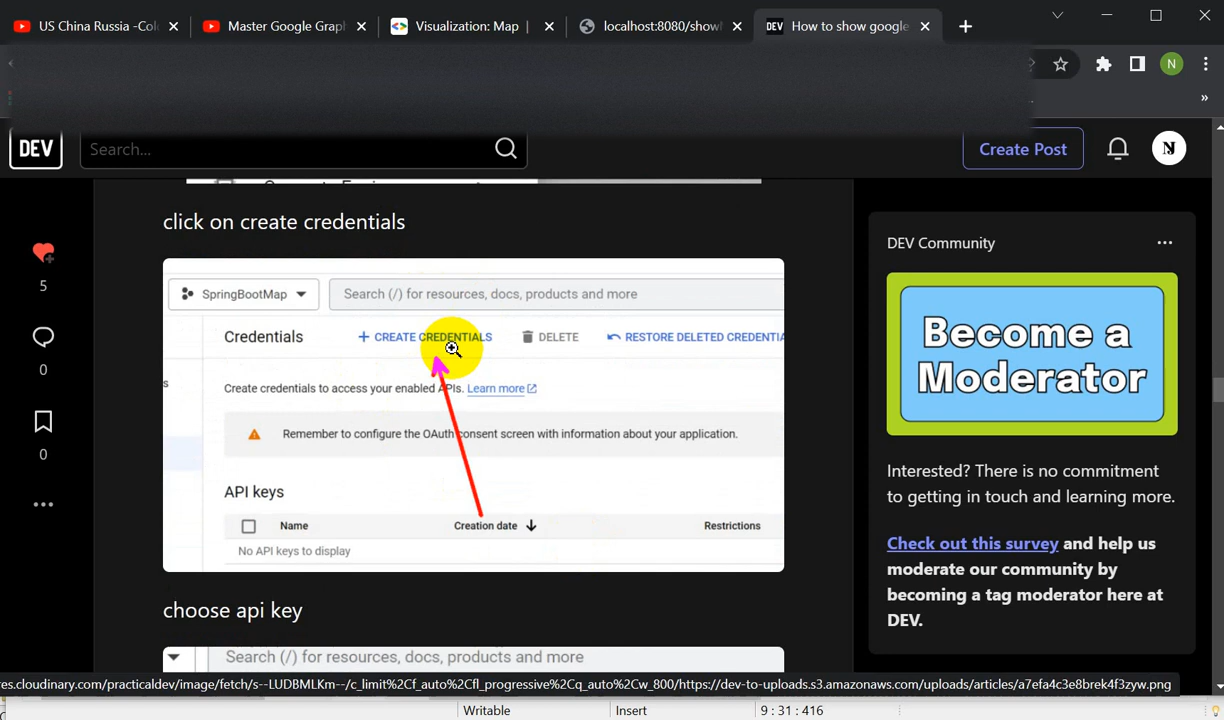 US China Russia -Col
Master Google Grap
Visualization: Map
localhost:8080/show
How to show google
N
DEV
Search...
Create Post
N
click on create credentials
SpringBootMap
Search (/) for resources, docs, products and more
Credentials
+ CREATE CREDENTIALS
DELETE
RESTORE DELETED CREDENTIA
Create credentials to access your enabled APIs. Learn more
Remember to configure the OAuth consent screen with information about your application.
API keys
Name
Creation date
Restrictions
No API keys to display
choose api key
Search (/) for resources, docs, products and more
5
0
0
DEV Community
Become a
Moderator
Interested? There is no commitment
to getting in touch and learning more.
Check out this survey and help us
moderate our community by
becoming a tag moderator here at
DEV.
res.cloudinary.com/practicaldev/image/fetch/s--LUDBMLKm--/c_limit%2Cf_auto%2Cfl_progressive%2Cq_auto%2Cw_800/https://dev-to-uploads.s3.amazonaws.com/uploads/articles/a7efa4c3e8brek4f3zyw.png
Writable
Insert
9 : 31 : 416